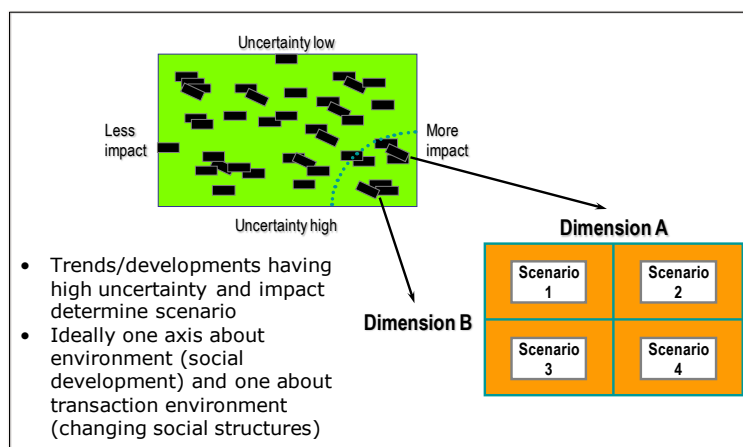 Uncertainty low
Less
impact
More
impact
Uncertainty high
Dimension A
Dimension B
Scenario
1
Scenario
2
Scenario
3
Scenario
4
• Trends/developments having
high uncertainty and impact
determine scenario
• Ideally one axis about
environment (social
development) and one about
transaction environment
(changing social structures)